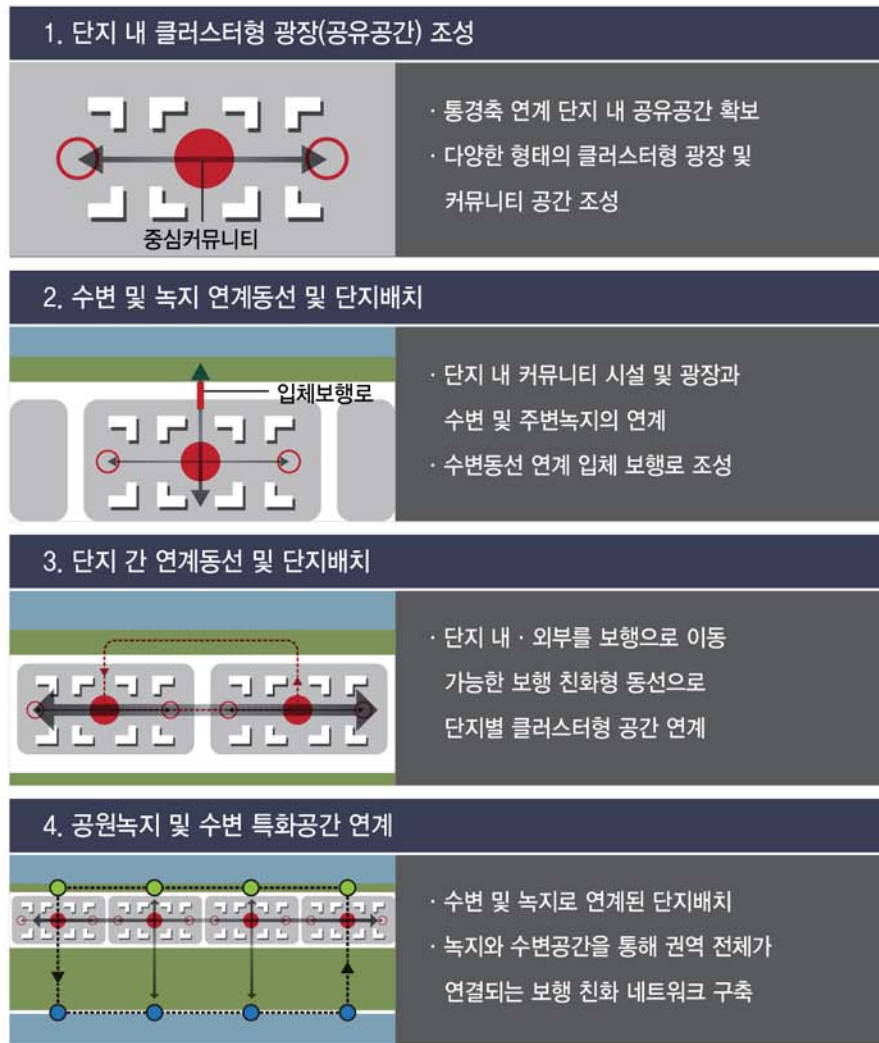 1. 단지 내 클러스터형 광장(공유공간) 조성
중심커뮤니티
· 통경축 연계 단지 내 공유공간 확보
· 다양한 형태의 클러스터형 광장 및
커뮤니티 공간 조성
2. 수변 및 녹지 연계동선 및 단지배치
입체보행로
· 단지 내 커뮤니티 시설 및 광장과
수변 및 주변녹지의 연계
· 수변동선 연계 입체 보행로 조성
3. 단지 간 연계동선 및 단지배치
· 단지 내 · 외부를 보행으로 이동
가능한 보행 친화형 동선으로
단지별 클러스터형 공간 연계
4. 공원녹지 및 수변 특화공간 연계
· 수변 및 녹지로 연계된 단지배치
· 녹지와 수변공간을 통해 권역 전체가
연결되는 보행 친화 네트워크 구축